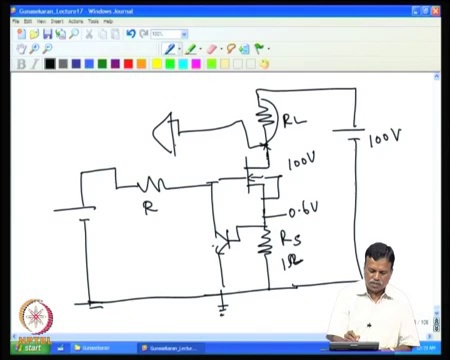 Gunasekaran_Lecture17 - Windows Journal
File Edit View Insert Actions Tools Help
100%
B I
RL
100V
100V
R
0.6V
RS
1Ω
start
Gunasekaran
Gunasekaran_Lectu...